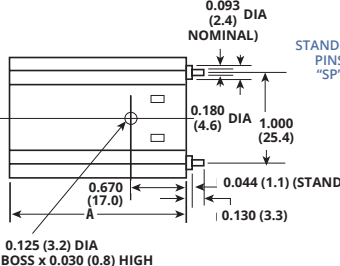 0.093
(2.4) DIA
NOMINAL)
STAND
PINS
"SP"
0.180
(4.6) DIA
1.000
(25.4)
0.670
(17.0)
0.044 (1.1) (STAND
A
0.130 (3.3)
0.125 (3.2) DIA
BOSS x 0.030 (0.8) HIGH